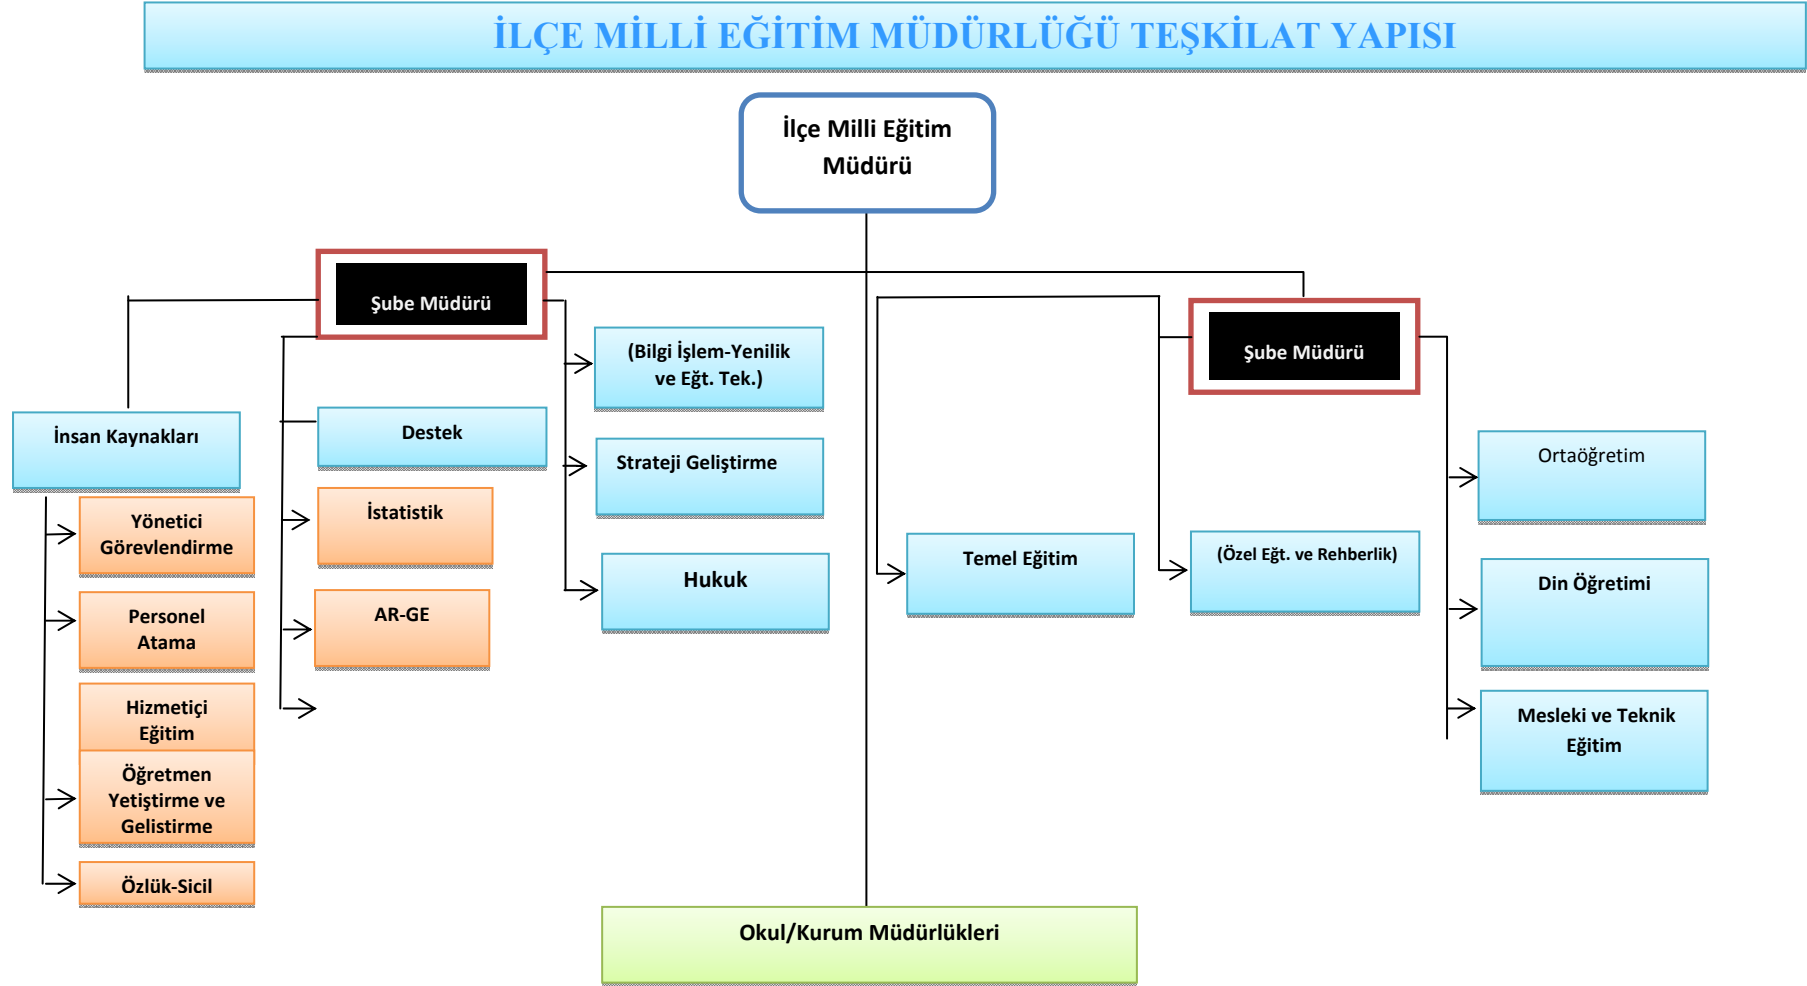 İLÇE MİLLİ EĞİTİM MÜDÜRLÜĞÜ TEŞKİLAT YAPISI
İlçe Milli Eğitim
Müdürü
Şube Müdürü
Şube Müdürü
İnsan Kaynakları
Yönetici
Görevlendirme
Personel
Atama
Hizmetiçi
Eğitim
Öğretmen
Yetiştirme ve
Gelistirme
Özlük-Sicil
Destek
İstatistik
AR-GE
(Bilgi İşlem-Yenilik
ve Eğt. Tek.)
Strateji Geliştirme
Hukuk
Temel Eğitim
(Özel Eğt. ve Rehberlik)
Ortaöğretim
Din Öğretimi
Mesleki ve Teknik
Eğitim
Okul/Kurum Müdürlükleri